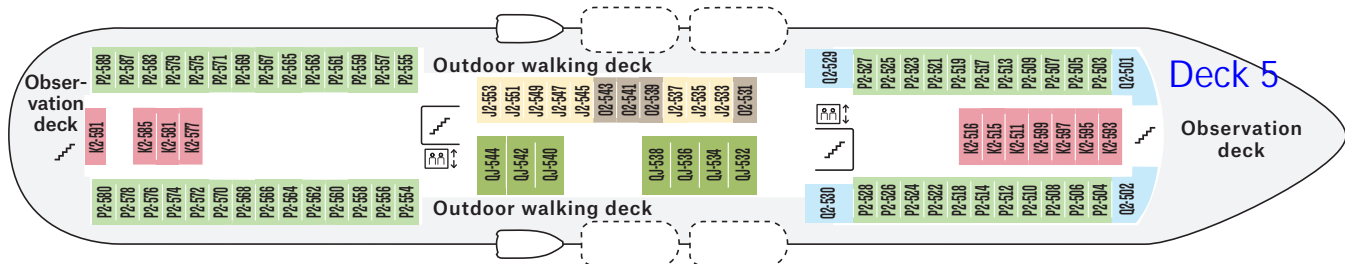 P2-589
P2-587
P2-583
P2-579
P2-575
P2-571
P2-569
P2-567
P2-565
P2-563
P2-561
P2-559
P2-557
P2-555
Outdoor walking deck
Q2-529
P2-527
P2-525
P2-523
P2-521
P2-519
P2-517
P2-513
P2-509
P2-507
P2-505
P2-503
Q2-501
Deck 5
Obser-
vation
deck
J2-553
J2-551
J2-549
J2-547
J2-545
O2-543
O2-541
O2-539
J2-537
J2-535
J2-533
O2-531
K2-591
K2-585
K2-581
K2-577
K2-516
K2-515
K2-511
K2-599
K2-597
K2-595
K2-593
Observation
deck
QJ-544
QJ-542
QJ-540
QJ-538
QJ-536
QJ-534
QJ-532
P2-580
P2-578
P2-576
P2-574
P2-572
P2-570
P2-568
P2-566
P2-564
P2-562
P2-560
P2-558
P2-556
P2-554
Outdoor walking deck
Q2-530
P2-528
P2-526
P2-524
P2-522
P2-518
P2-514
P2-512
P2-510
P2-508
P2-506
P2-504
Q2-502